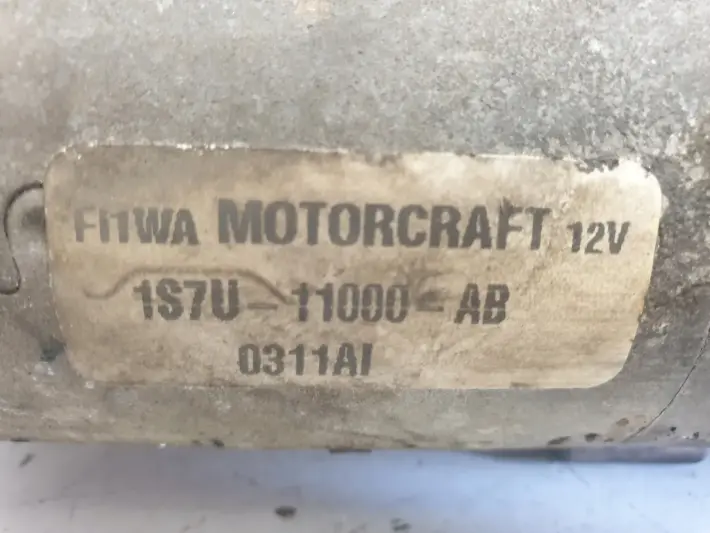 FI1WA MOTORCRAFT 12V
1S7U-11000-AB
0311AI